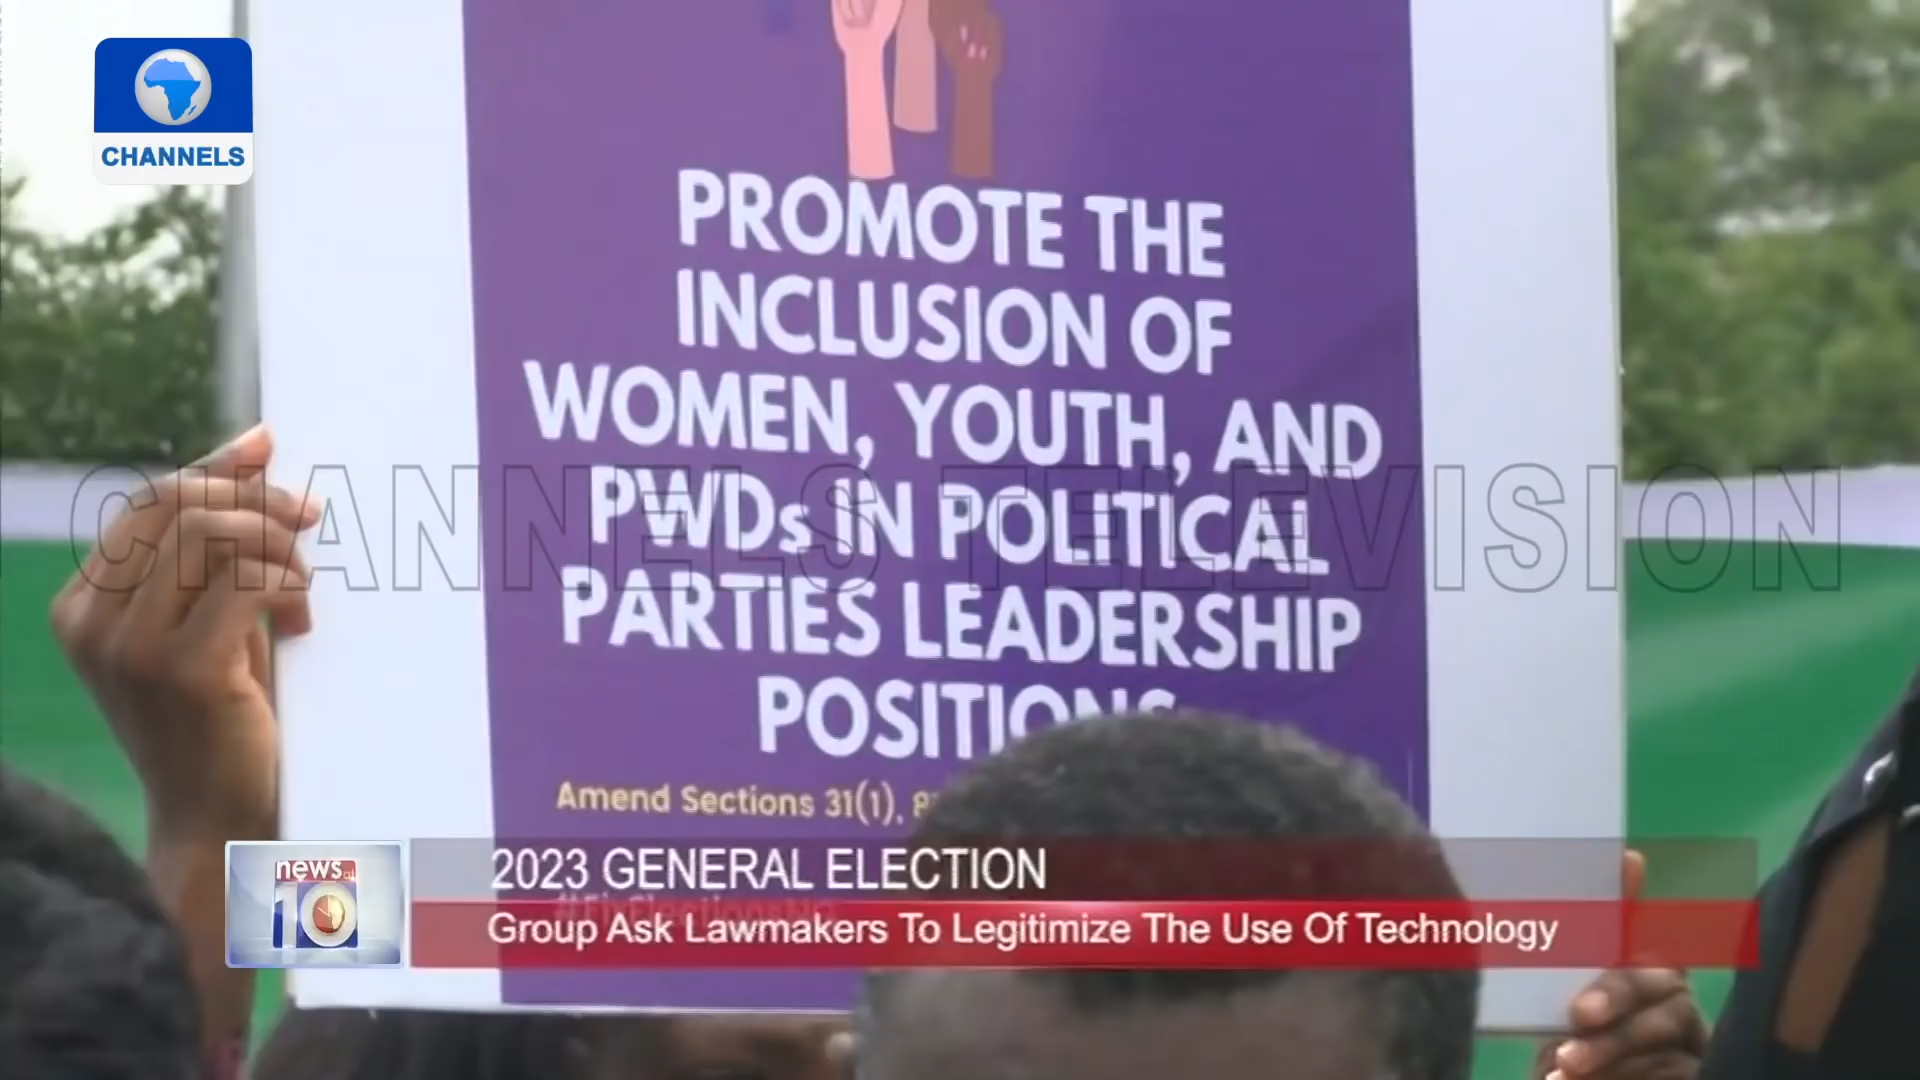 CHANNELS
PROMOTE THE
INCLUSION OF
WOMEN, YOUTH, AND
PWDs IN POLITICAL
PARTIES LEADERSHIP
POSITIONS
Amend Sections 31(1),
CHANNELS TELEVISION
news at
10
2023 GENERAL ELECTION
Group Ask Lawmakers To Legitimize The Use Of Technology